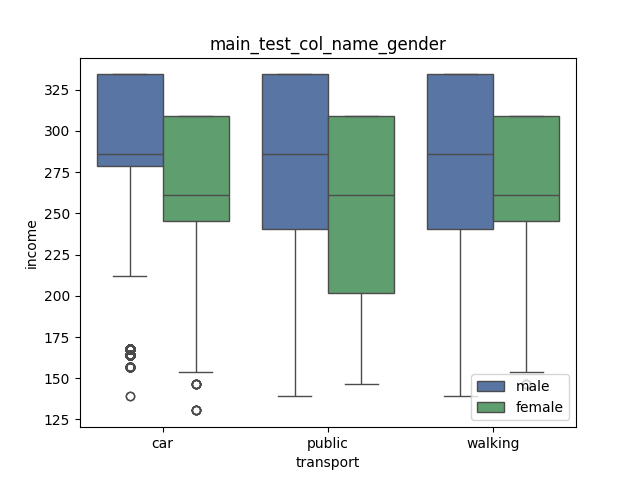 main_test_col_name_gender
income
325
300
275
250
225
200
175
150
125
male
female
car
public
walking
transport